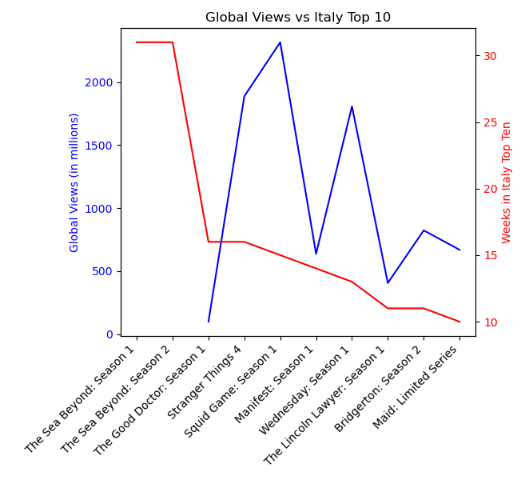 Global Views vs Italy Top 10
Global Views (in millions)
2000
1500
1000
500
0
30
25
20
15
10
Weeks in Italy Top Ten
The Sea Beyond: Season 1
The Sea Beyond: Season 2
The Good Doctor: Season 1
Stranger Things 4
Squid Game: Season 1
Manifest: Season 1
Wednesday: Season 1
The Lincoln Lawyer: Season 1
Bridgerton: Season 2
Maid: Limited Series